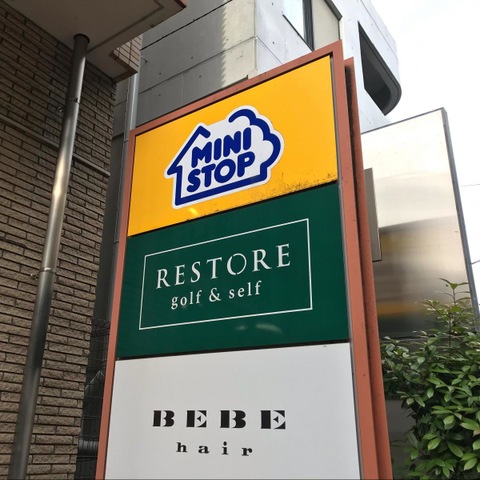 MINI
STOP
RESTORE
golf & self
BEBE
hair